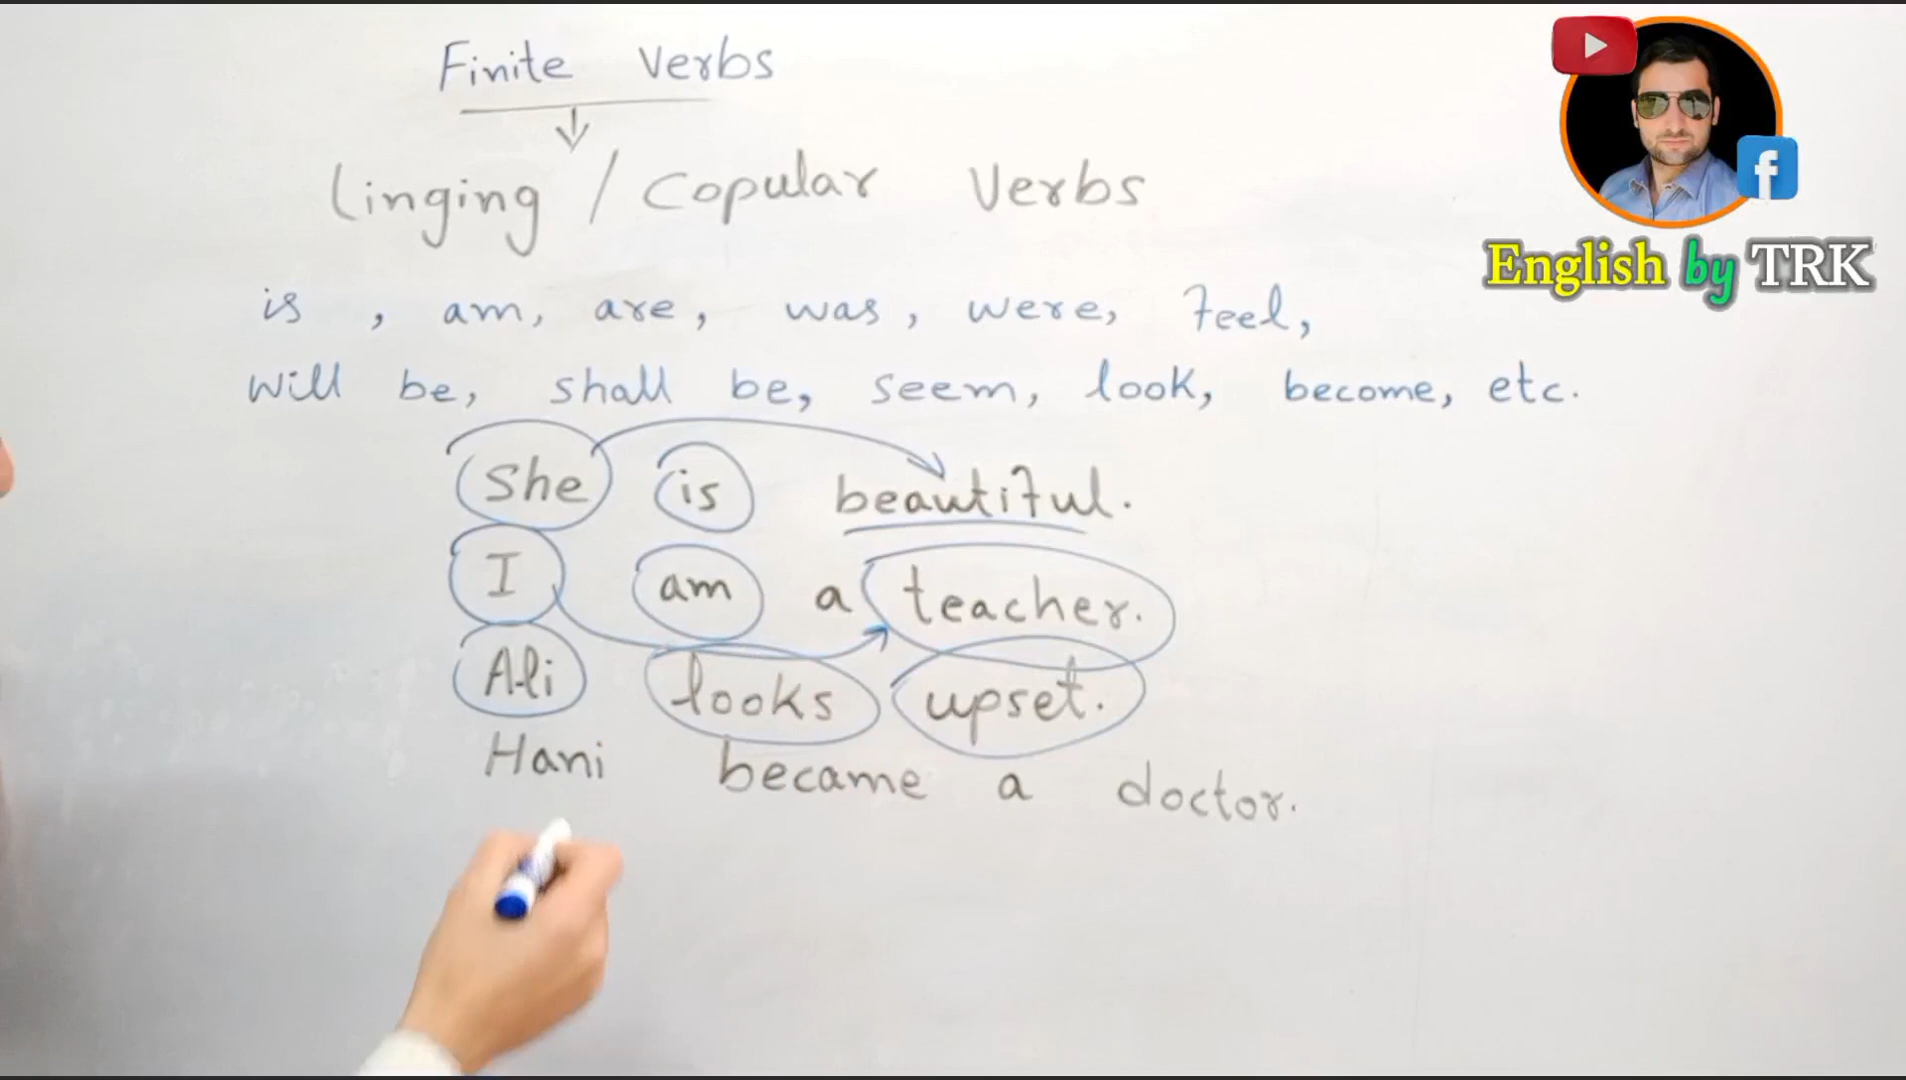 Finite Verbs
Linging / Copular Verbs
is, am, are, was, were, feel,
will be, shall be, seem, look, become, etc.
She is beautiful.
I am a teacher.
Ali looks upset.
Hani became a doctor.
English by TRK
f